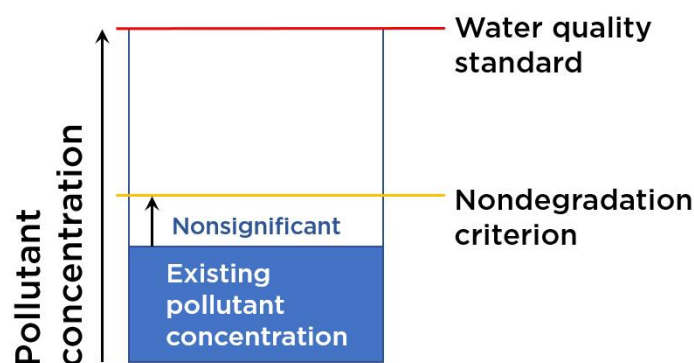 Water quality
standard
Pollutant
concentration
Nondegradation
criterion
Nonsignificant
Existing
pollutant
concentration